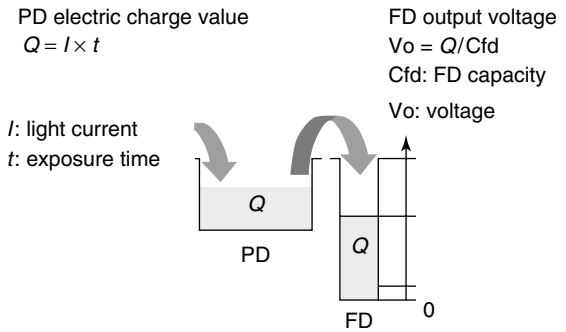 PD electric charge value
Q = I × t
FD output voltage
Vo = Q/Cfd
Cfd: FD capacity
Vo: voltage
I: light current
t: exposure time
Q
PD
Q
FD
0